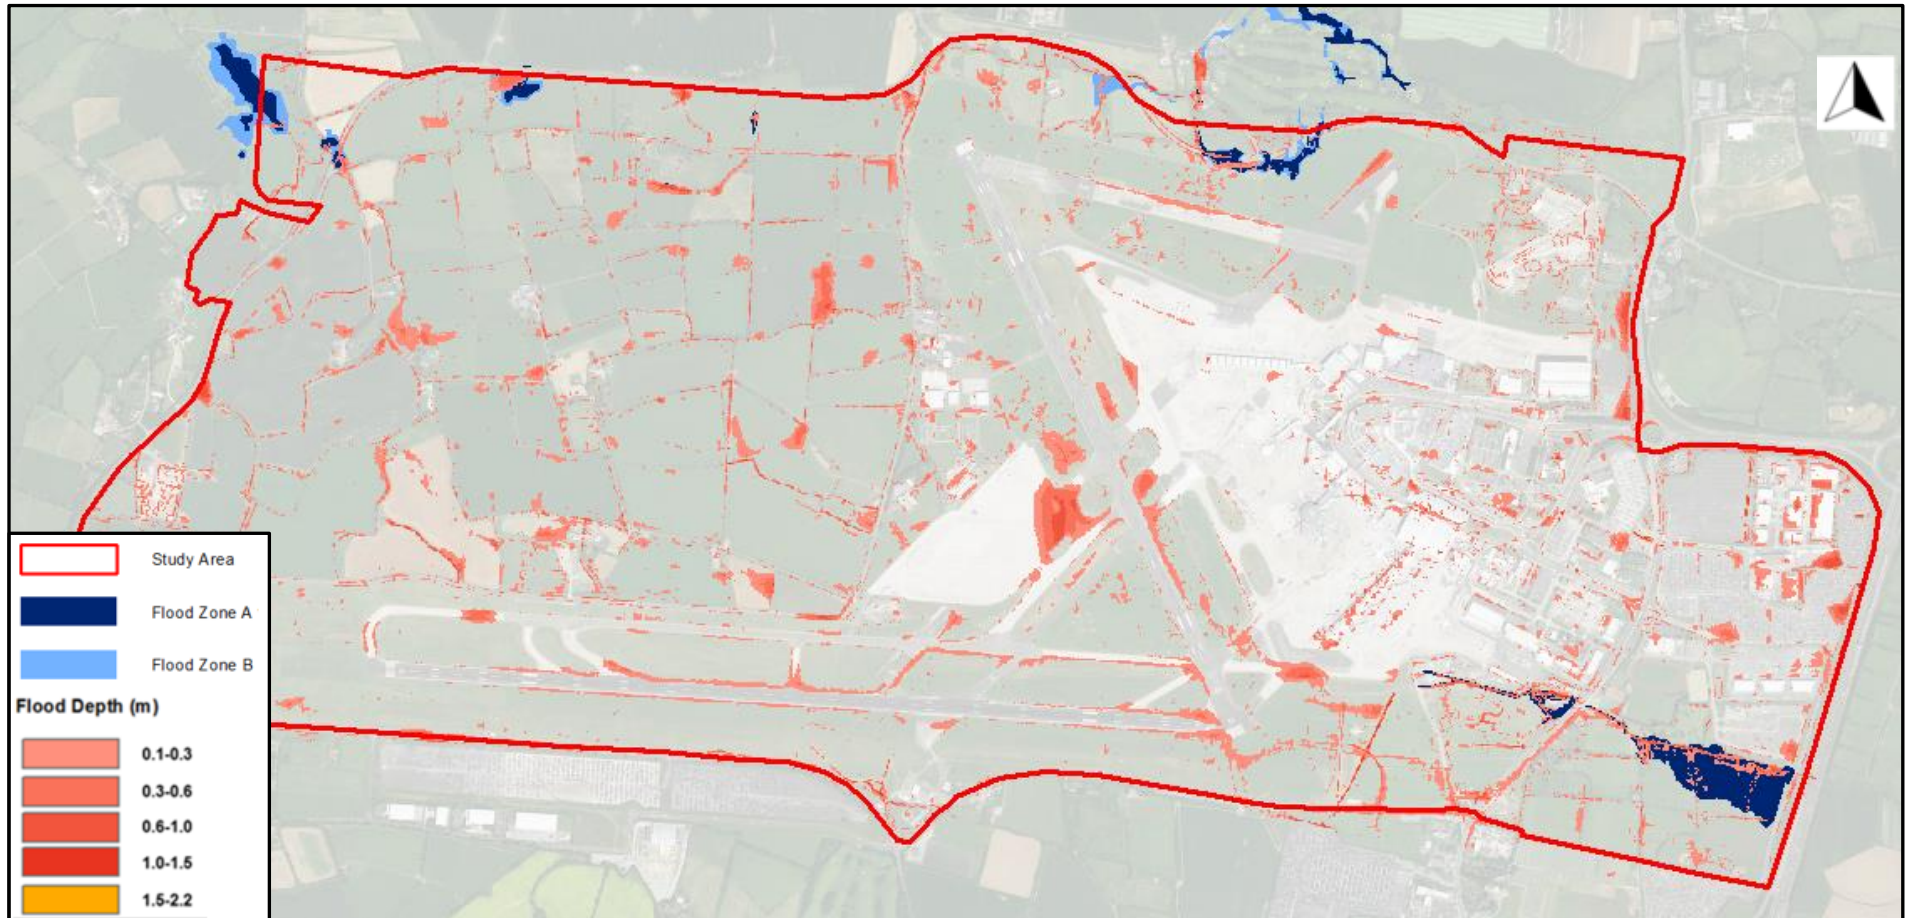 Study Area
Flood Zone A
Flood Zone B
Flood Depth (m)
0.1-0.3
0.3-0.6
0.6-1.0
1.0-1.5
1.5-2.2